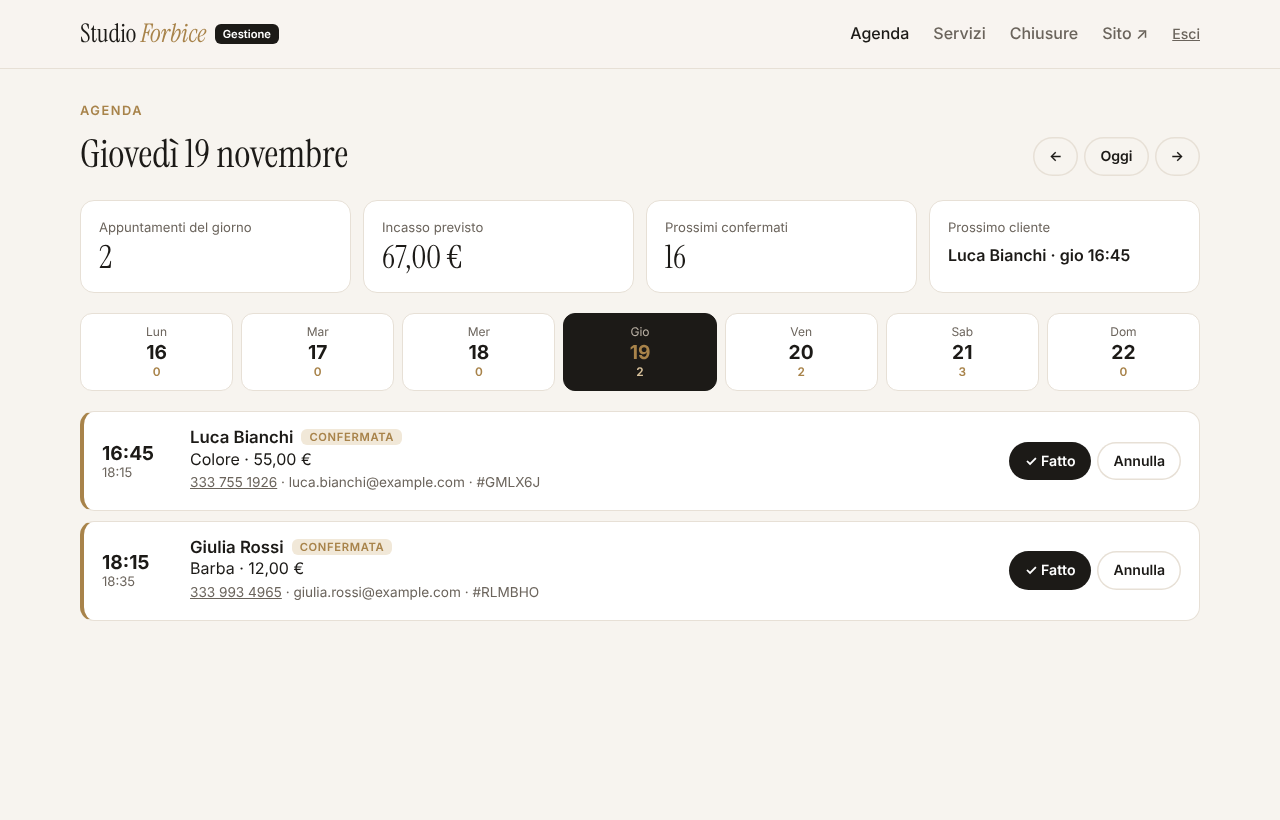 Studio Forbice Gestione Agenda Servizi Chiusure Sito ↗ Esci
AGENDA
Giovedì 19 novembre ← Oggi →
Appuntamenti del giorno
2
Incasso previsto
67,00 €
Prossimi confermati
16
Prossimo cliente
Luca Bianchi · gio 16:45
Lun
16
0
Mar
17
0
Mer
18
0
Gio
19
2
Ven
20
2
Sab
21
3
Dom
22
0
16:45
18:15
Luca Bianchi CONFERMATA
Colore · 55,00 €
333 755 1926 · luca.bianchi@example.com · #GMLX6J
✓ Fatto Annulla
18:15
18:35
Giulia Rossi CONFERMATA
Barba · 12,00 €
333 993 4965 · giulia.rossi@example.com · #RLMBHO
✓ Fatto Annulla